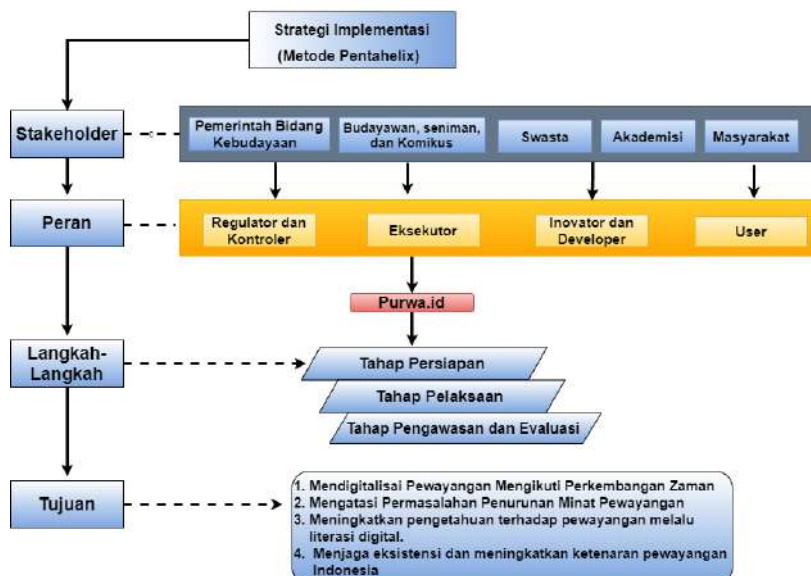 Strategi Implementasi
(Metode Pentahelix)
Stakeholder
Pemerintah Bidang
Kebudayaan
Budayawan, seniman,
dan Komikus
Swasta
Akademisi
Masyarakat
Peran
Regulator dan
Kontroler
Eksekutor
Inovator dan
Developer
User
Purwa.id
Langkah-
Langkah
Tahap Persiapan
Tahap Pelaksaan
Tahap Pengawasan dan Evaluasi
Tujuan
1. Mendigitalisai Pewayangan Mengikuti Perkembangan Zaman
2. Mengatasi Permasalahan Penurunan Minat Pewayangan
3. Meningkatkan pengetahuan terhadap pewayangan melalu
literasi digital.
4. Menjaga eksistensi dan meningkatkan ketenaran pewayangan
Indonesia